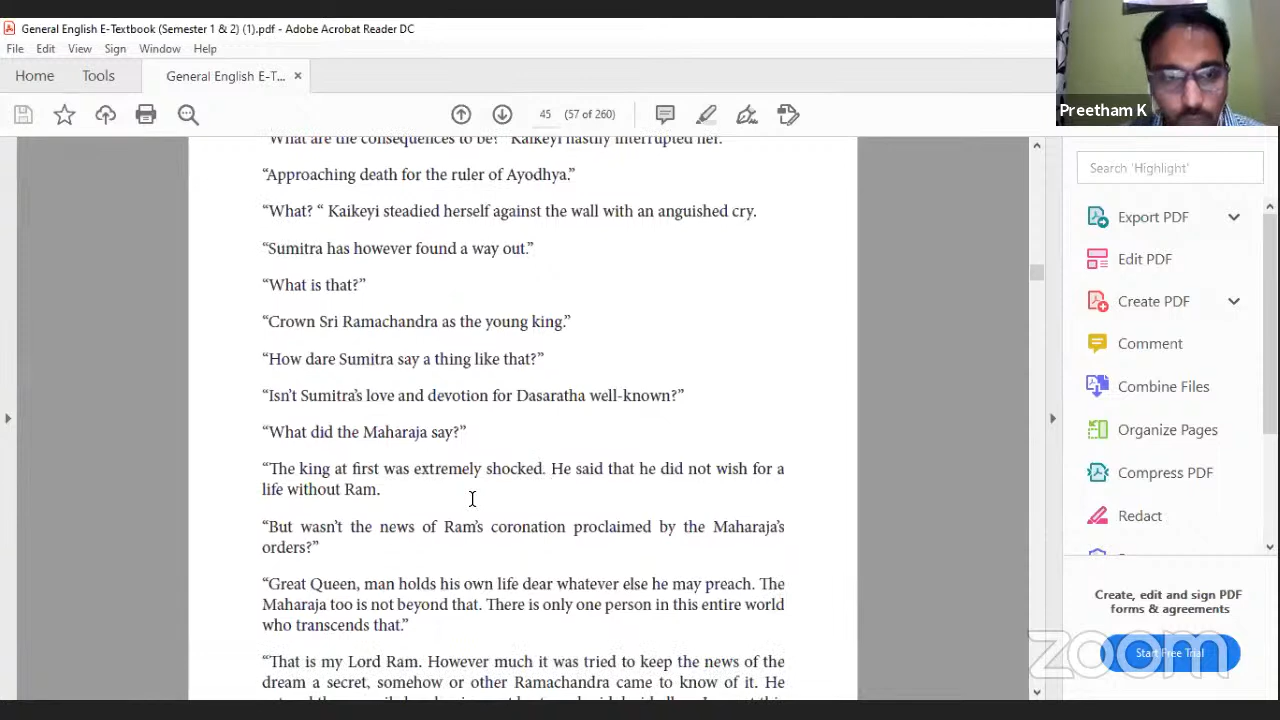 General English E-Textbook (Semester 1 & 2) (1).pdf - Adobe Acrobat Reader DC
File Edit View Sign Window Help
Home Tools General English E-T... ×
45 (57 of 260)
Preetham K
"What are the consequences to be?" Kaikeyi hastily interrupted her.
“Approaching death for the ruler of Ayodhya.”
“What? “ Kaikeyi steadied herself against the wall with an anguished cry.
“Sumitra has however found a way out.”
“What is that?”
“Crown Sri Ramachandra as the young king.”
“How dare Sumitra say a thing like that?”
“Isn’t Sumitra’s love and devotion for Dasaratha well-known?”
“What did the Maharaja say?”
“The king at first was extremely shocked. He said that he did not wish for a
life without Ram.
“But wasn’t the news of Ram’s coronation proclaimed by the Maharaja’s
orders?”
“Great Queen, man holds his own life dear whatever else he may preach. The
Maharaja too is not beyond that. There is only one person in this entire world
who transcends that.”
“That is my Lord Ram. However much it was tried to keep the news of the
dream a secret, somehow or other Ramachandra came to know of it. He
Search 'Highlight'
Export PDF
Edit PDF
Create PDF
Comment
Combine Files
Organize Pages
Compress PDF
Redact
Create, edit and sign PDF
forms & agreements
Start Free Trial
zoom